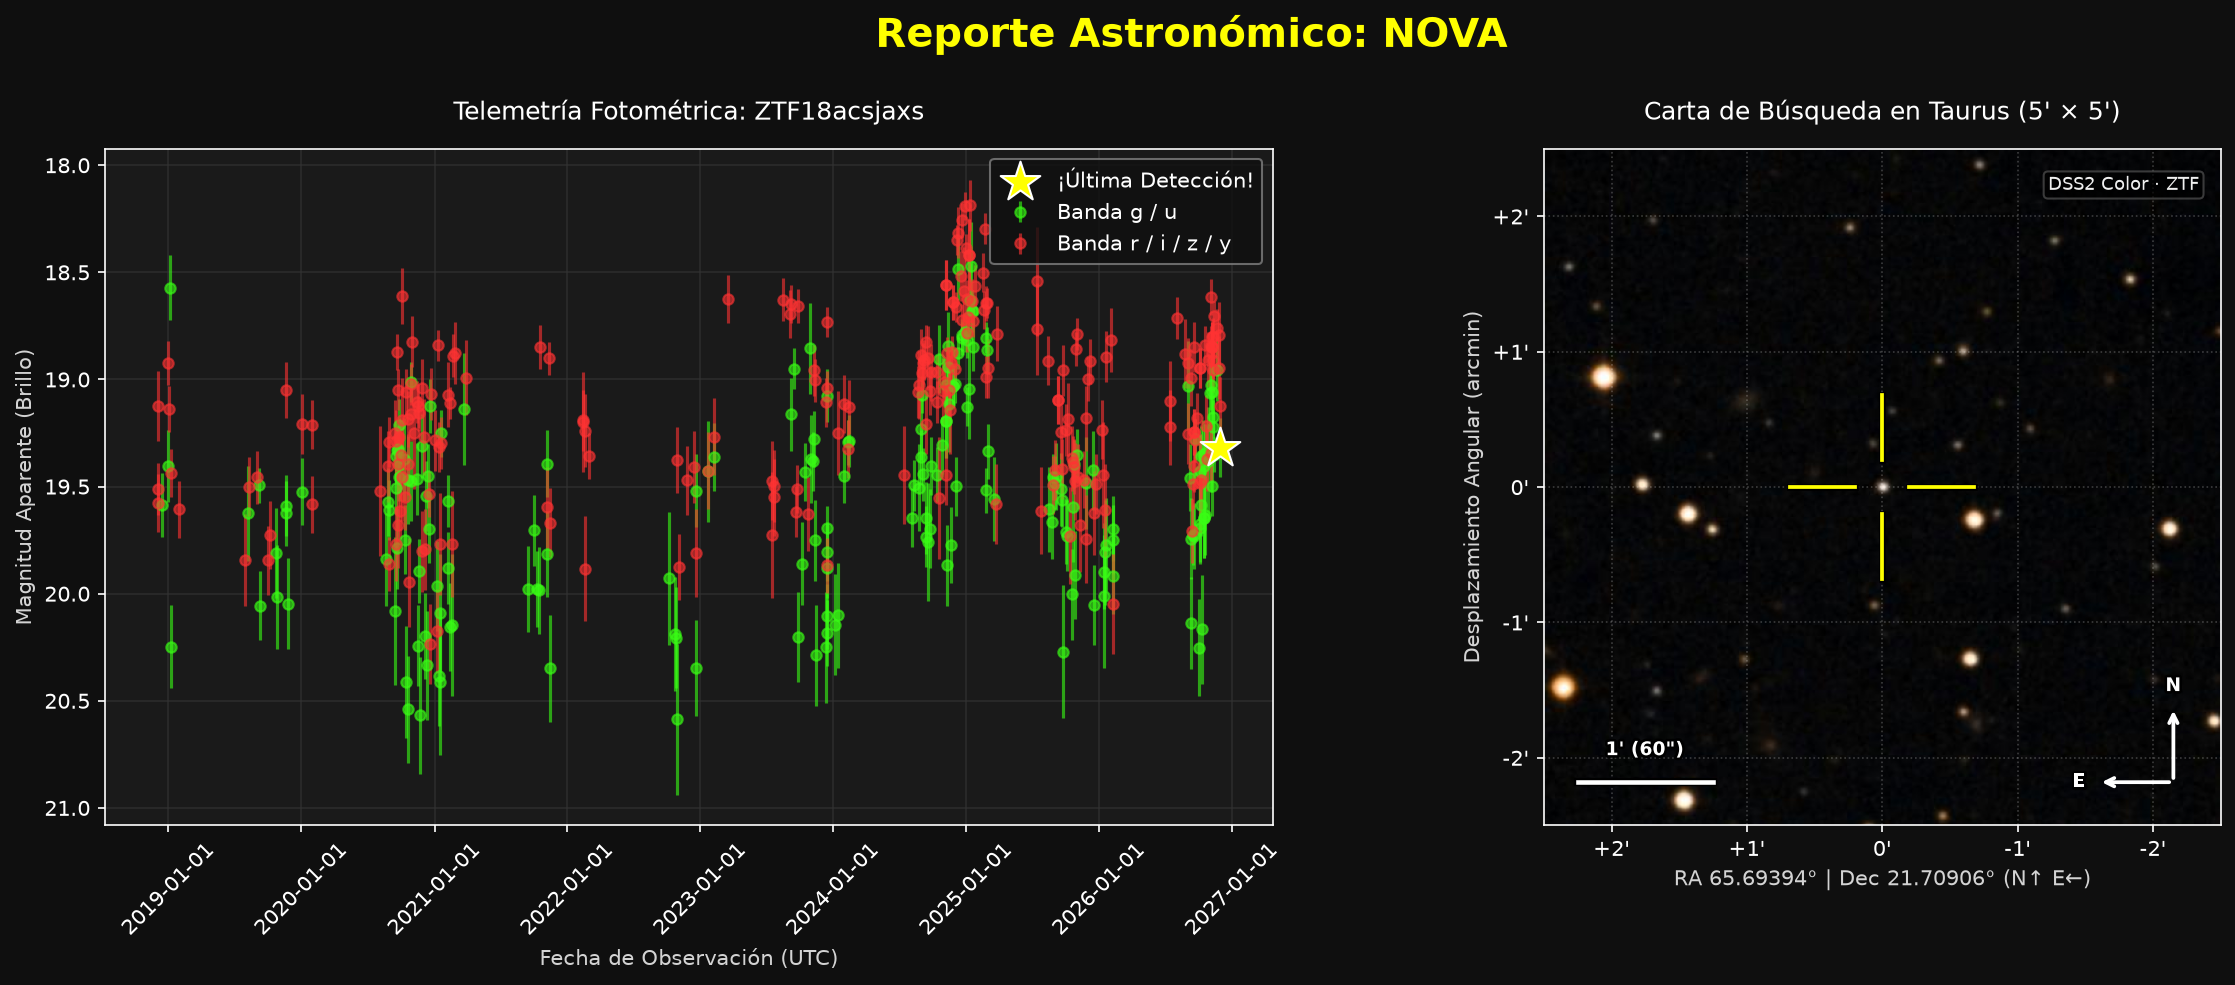 Reporte Astronómico: NOVA
Telemetría Fotométrica: ZTF18acsjaxs
Magnitud Aparente (Brillo)
18.0
18.5
19.0
19.5
20.0
20.5
21.0
¡Última Detección!
Banda g / u
Banda r / i / z / y
2019-01-01
2020-01-01
2021-01-01
2022-01-01
2023-01-01
2024-01-01
2025-01-01
2026-01-01
2027-01-01
Fecha de Observación (UTC)
Carta de Búsqueda en Taurus (5' × 5')
Desplazamiento Angular (arcmin)
+2'
+1'
0'
-1'
-2'
DSS2 Color · ZTF
N
E
1' (60")
+2'
+1'
0'
-1'
-2'
RA 65.69394° | Dec 21.70906° (N↑ E←)